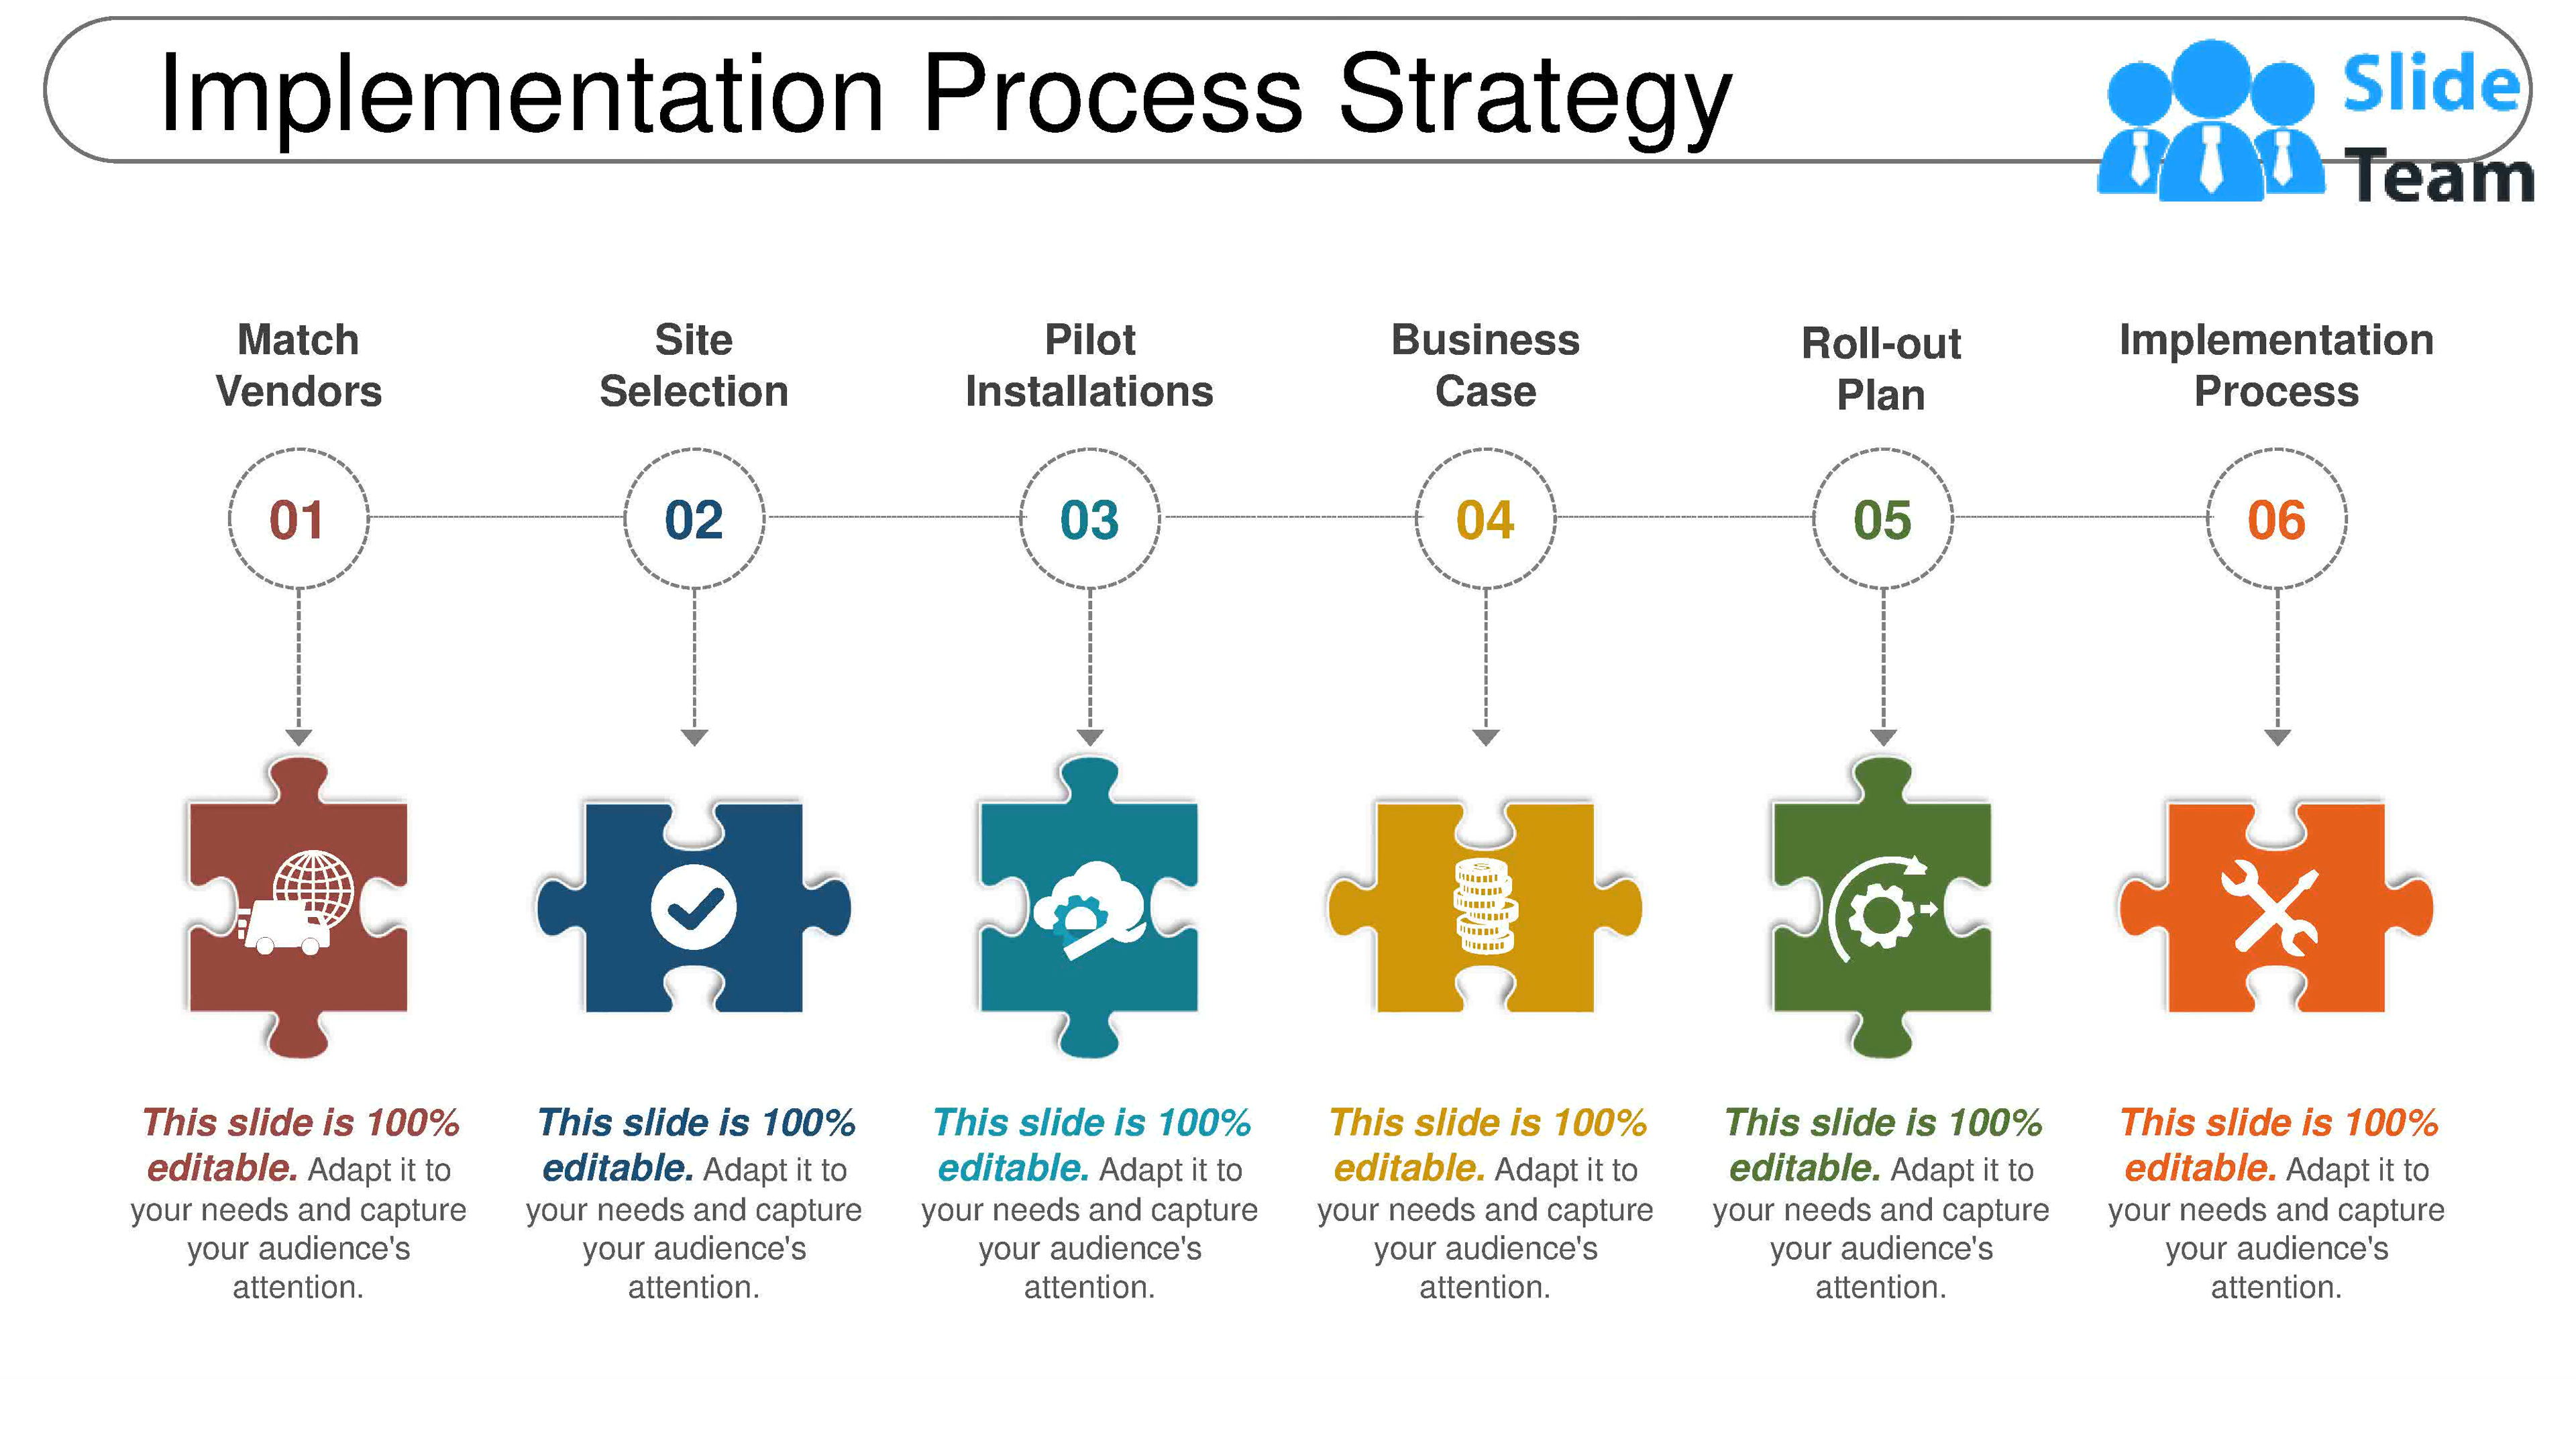 Implementation Process Strategy
Slide
Team
Match
Vendors
Site
Selection
Pilot
Installations
Business
Case
Roll-out
Plan
Implementation
Process
01
02
03
04
05
06
This slide is 100%
editable. Adapt it to
your needs and capture
your audience's
attention.
This slide is 100%
editable. Adapt it to
your needs and capture
your audience's
attention.
This slide is 100%
editable. Adapt it to
your needs and capture
your audience's
attention.
This slide is 100%
editable. Adapt it to
your needs and capture
your audience's
attention.
This slide is 100%
editable. Adapt it to
your needs and capture
your audience's
attention.
This slide is 100%
editable. Adapt it to
your needs and capture
your audience's
attention.